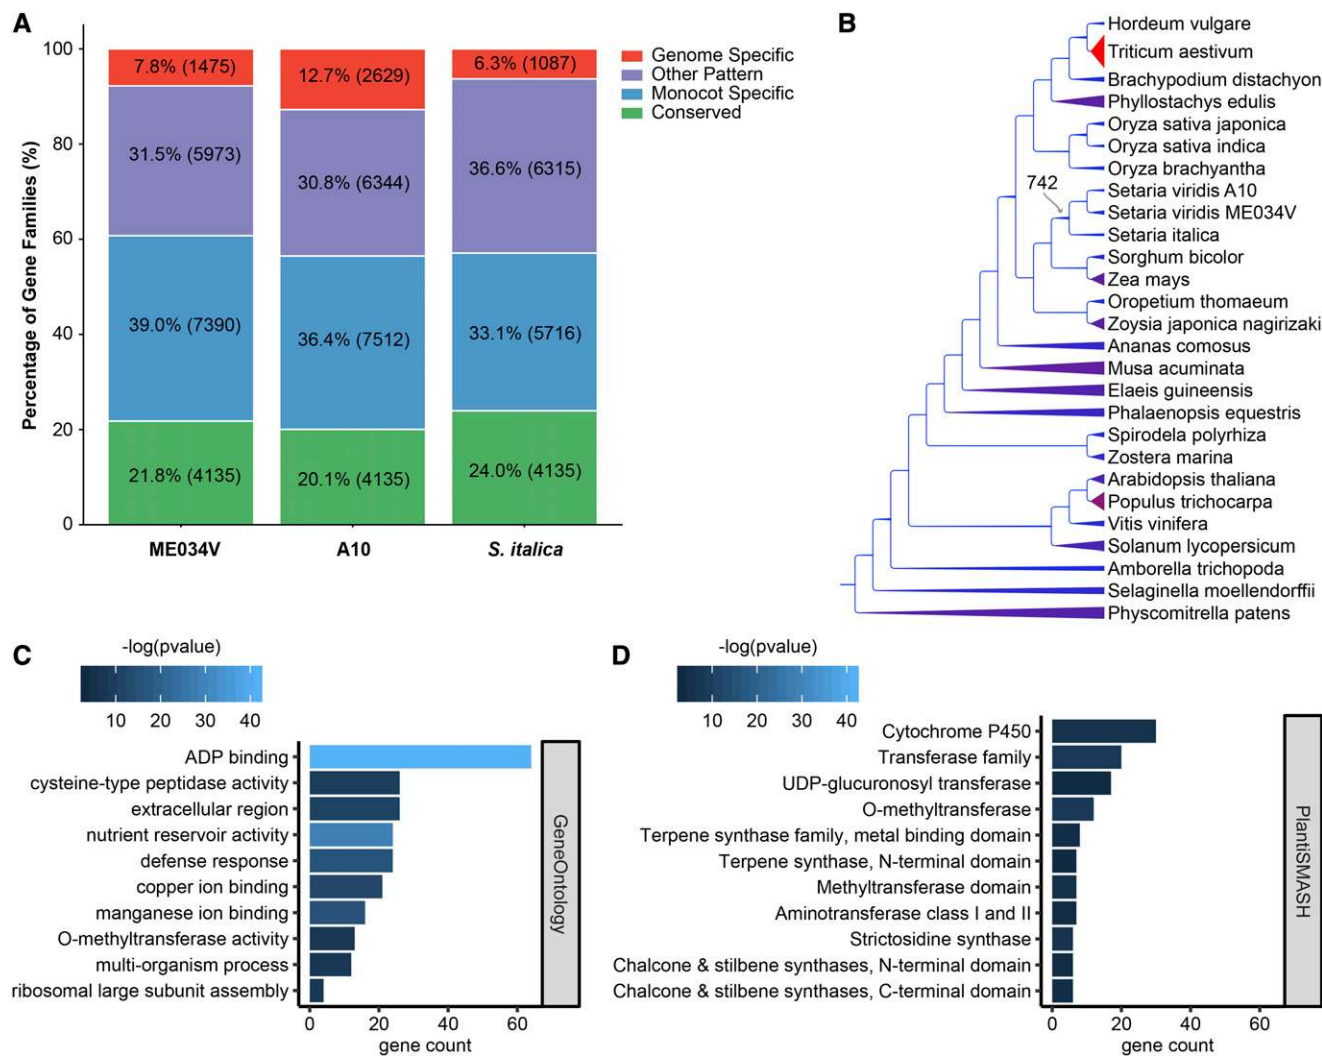 A
Percentage of Gene Families (%)
100
80
60
40
20
0
7.8% (1475)
31.5% (5973)
39.0% (7390)
21.8% (4135)
12.7% (2629)
30.8% (6344)
36.4% (7512)
20.1% (4135)
6.3% (1087)
36.6% (6315)
33.1% (5716)
24.0% (4135)
ME034V
A10
S. italica
Genome Specific
Other Pattern
Monocot Specific
Conserved
B
742
Hordeum vulgare
Triticum aestivum
Brachypodium distachyon
Phyllostachys edulis
Oryza sativa japonica
Oryza sativa indica
Oryza brachyantha
Setaria viridis A10
Setaria viridis ME034V
Setaria italica
Sorghum bicolor
Zea mays
Oropetium thomaeum
Zoysia japonica nagirizaki
Ananas comosus
Musa acuminata
Elaeis guineensis
Phalaenopsis equestris
Spirodela polyrhiza
Zostera marina
Arabidopsis thaliana
Populus trichocarpa
Vitis vinifera
Solanum lycopersicum
Amborella trichopoda
Selaginella moellendorffii
Physcomitrella patens
C
-log(pvalue)
10 20 30 40
ADP binding
cysteine-type peptidase activity
extracellular region
nutrient reservoir activity
defense response
copper ion binding
manganese ion binding
O-methyltransferase activity
multi-organism process
ribosomal large subunit assembly
0 20 40 60
gene count
GeneOntology
D
-log(pvalue)
10 20 30 40
Cytochrome P450
Transferase family
UDP-glucuronosyl transferase
O-methyltransferase
Terpene synthase family, metal binding domain
Terpene synthase, N-terminal domain
Methyltransferase domain
Aminotransferase class I and II
Strictosidine synthase
Chalcone & stilbene synthases, N-terminal domain
Chalcone & stilbene synthases, C-terminal domain
0 20 40 60
gene count
PlantiSMASH